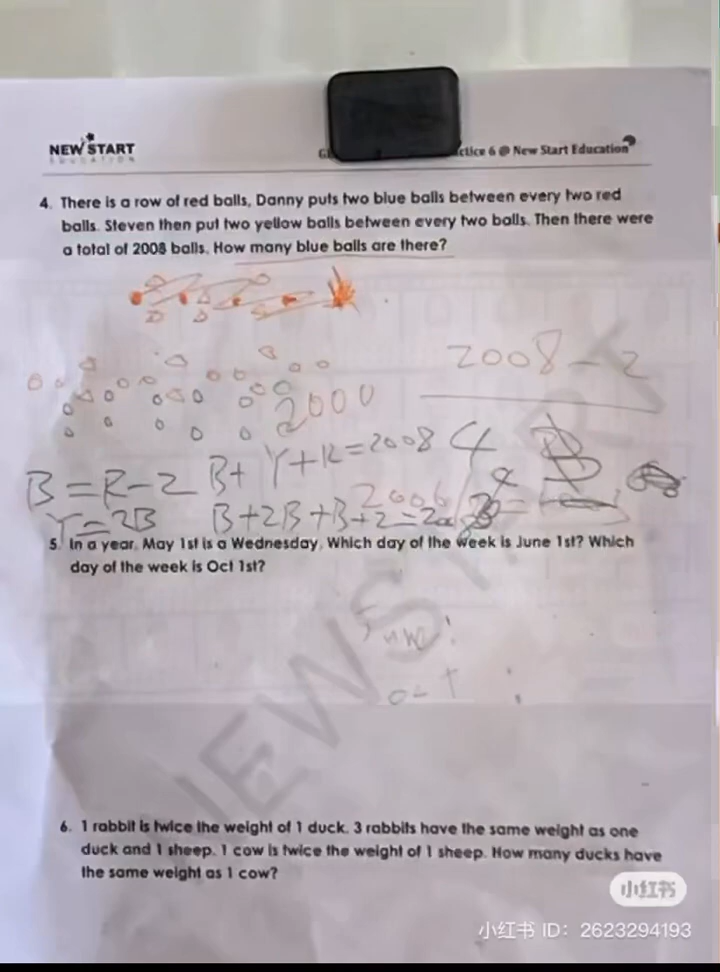 NEW START
EDUCATION
ctice 6 @ New Start Education
4. There is a row of red balls, Danny puts two blue balls between every two red
balls. Steven then put two yellow balls between every two balls. Then there were
a total of 2008 balls. How many blue balls are there?
2008 - 2
2000
B = R - 2 B + Y + R = 2008 4
2006
Y = 2B B + 2B + B + 2 =
5. In a year, May 1st is a Wednesday. Which day of the week is June 1st? Which
day of the week is Oct 1st?
oct
NEW START
6. 1 rabbit is twice the weight of 1 duck. 3 rabbits have the same weight as one
duck and 1 sheep. 1 cow is twice the weight of 1 sheep. How many ducks have
the same weight as 1 cow?
小红书
小红书 ID: 2623294193